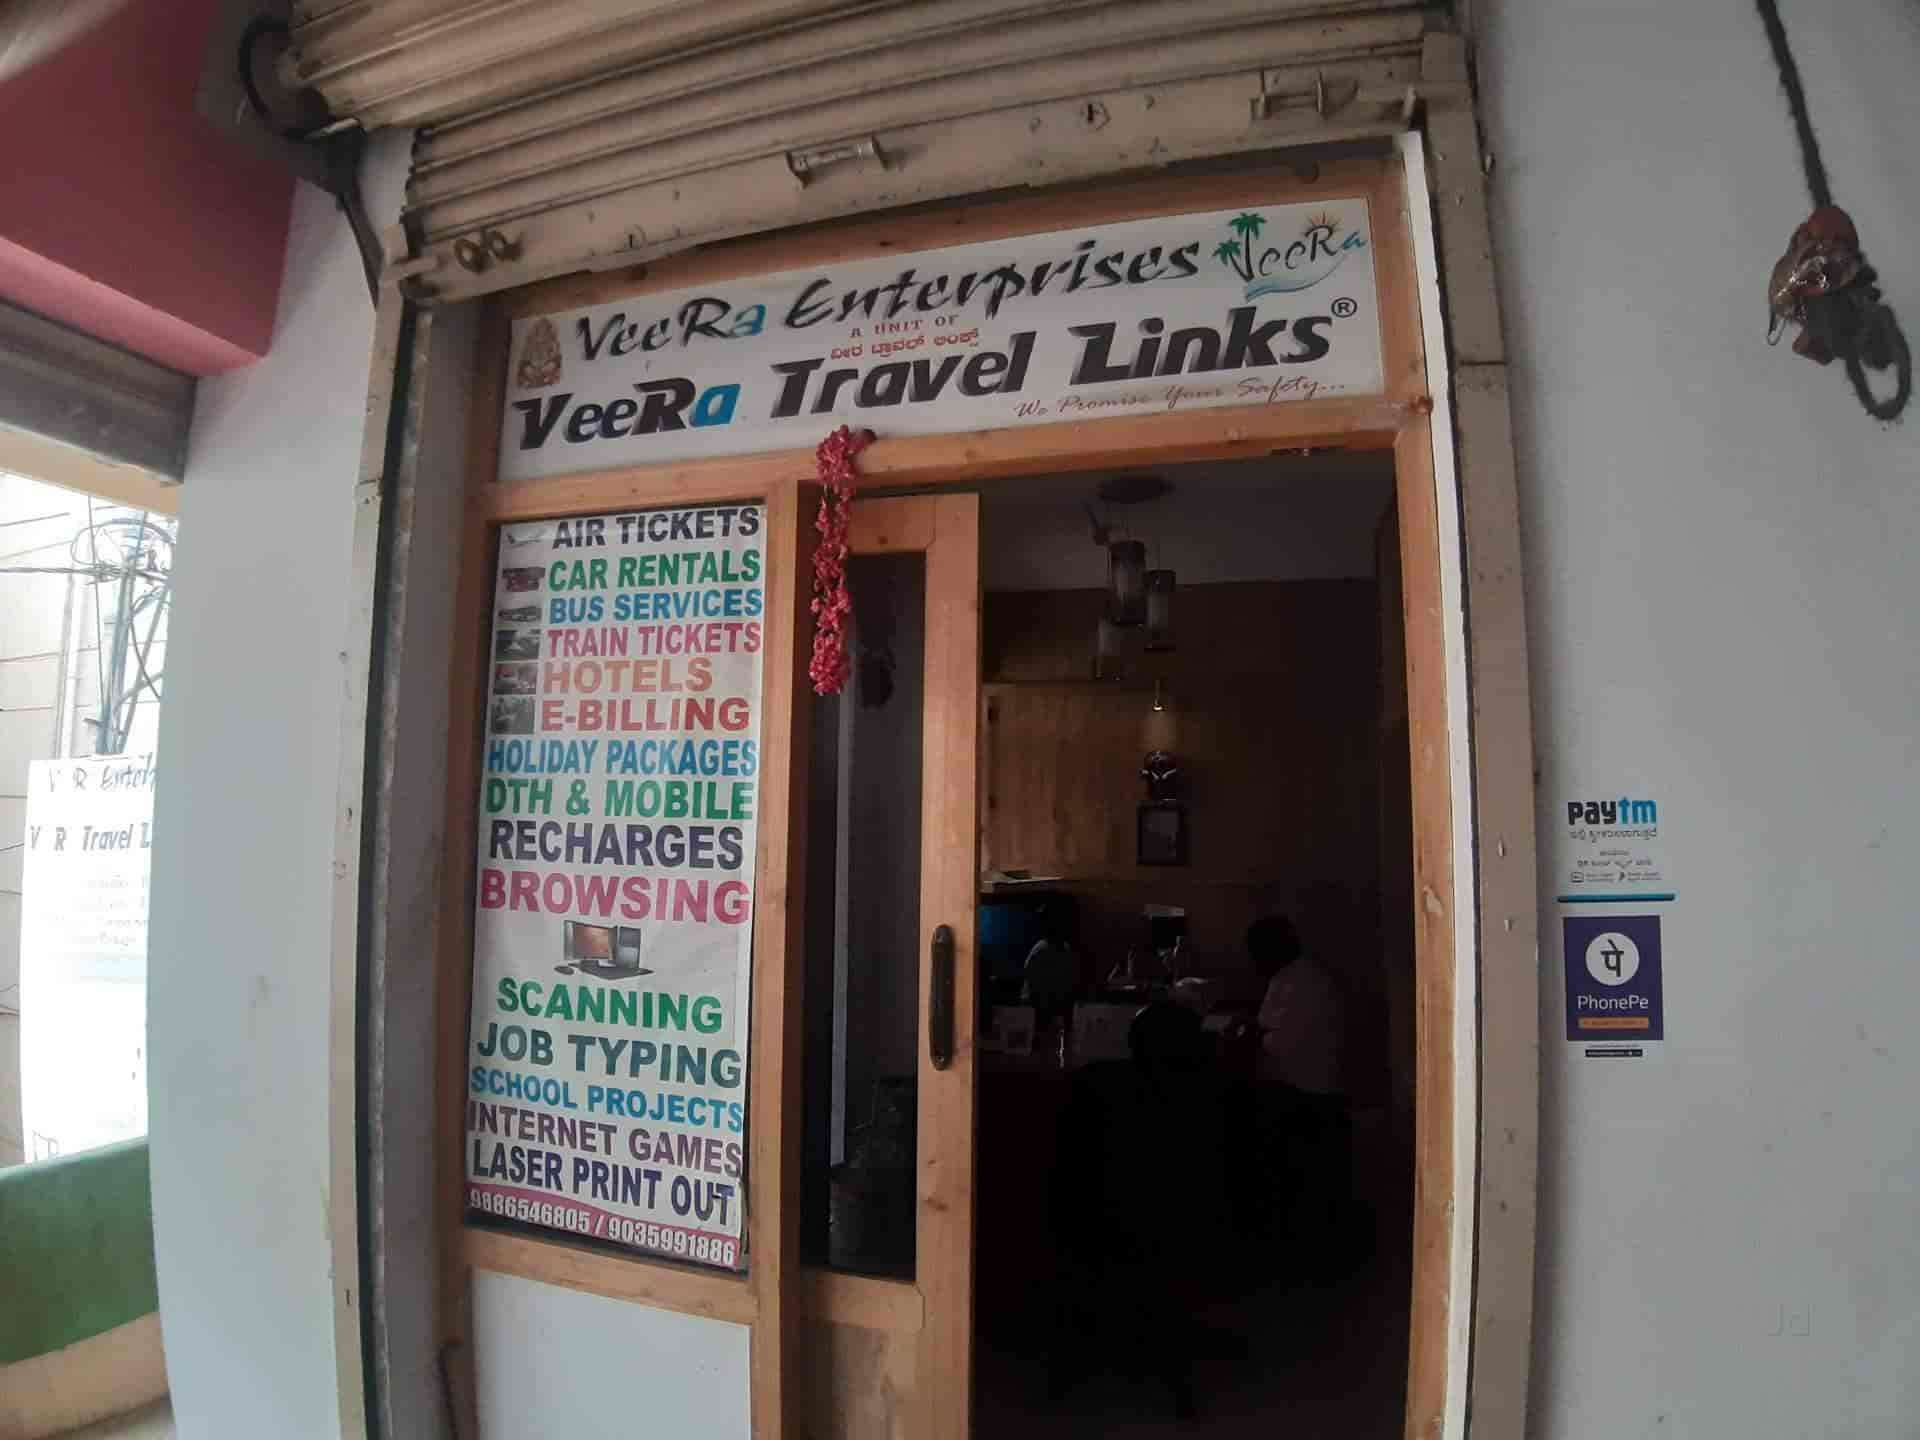 VeeRa Enterprises
VeeRa
A UNIT OF
ವೀರ ಟ್ರಾವೆಲ್ ಲಿಂಕ್ಸ್
VeeRa Travel Links®
We Promise Your Safety...
AIR TICKETS
CAR RENTALS
BUS SERVICES
TRAIN TICKETS
HOTELS
E-BILLING
HOLIDAY PACKAGES
DTH & MOBILE
RECHARGES
BROWSING
SCANNING
JOB TYPING
SCHOOL PROJECTS
INTERNET GAMES
LASER PRINT OUT
9886546805 / 9035991886
V R
V R Travel
paytm
पे
PhonePe
Jd